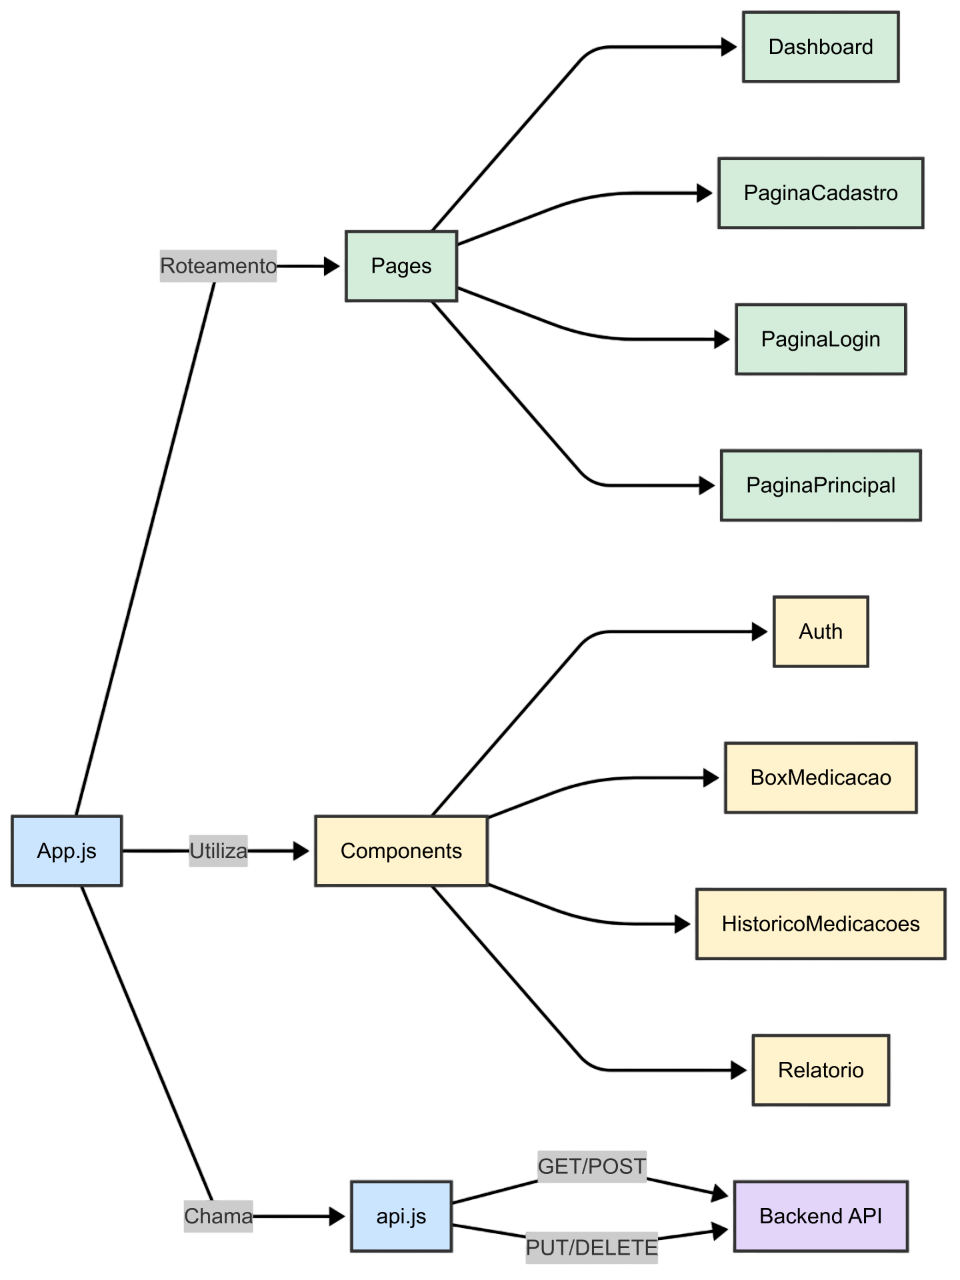 Dashboard
PaginaCadastro
Roteamento
Pages
PaginaLogin
PaginaPrincipal
Auth
BoxMedicacao
App.js
Utiliza
Components
HistoricoMedicacoes
Relatorio
GET/POST
Chama
api.js
Backend API
PUT/DELETE